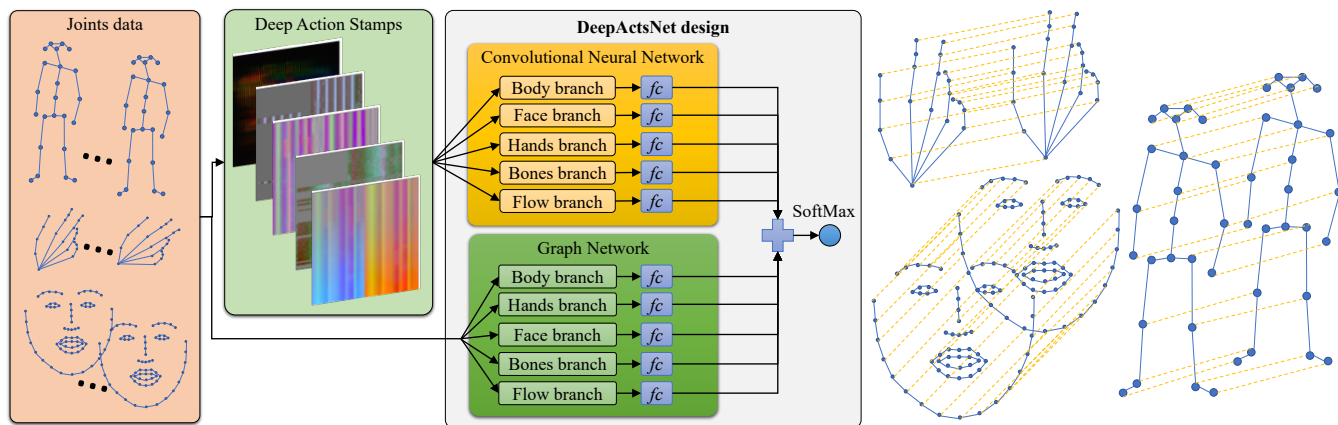 Joints data
Deep Action Stamps
DeepActsNet design
Convolutional Neural Network
Body branch fc
Face branch fc
Hands branch fc
Bones branch fc
Flow branch fc
SoftMax
Graph Network
Body branch fc
Hands branch fc
Face branch fc
Bones branch fc
Flow branch fc